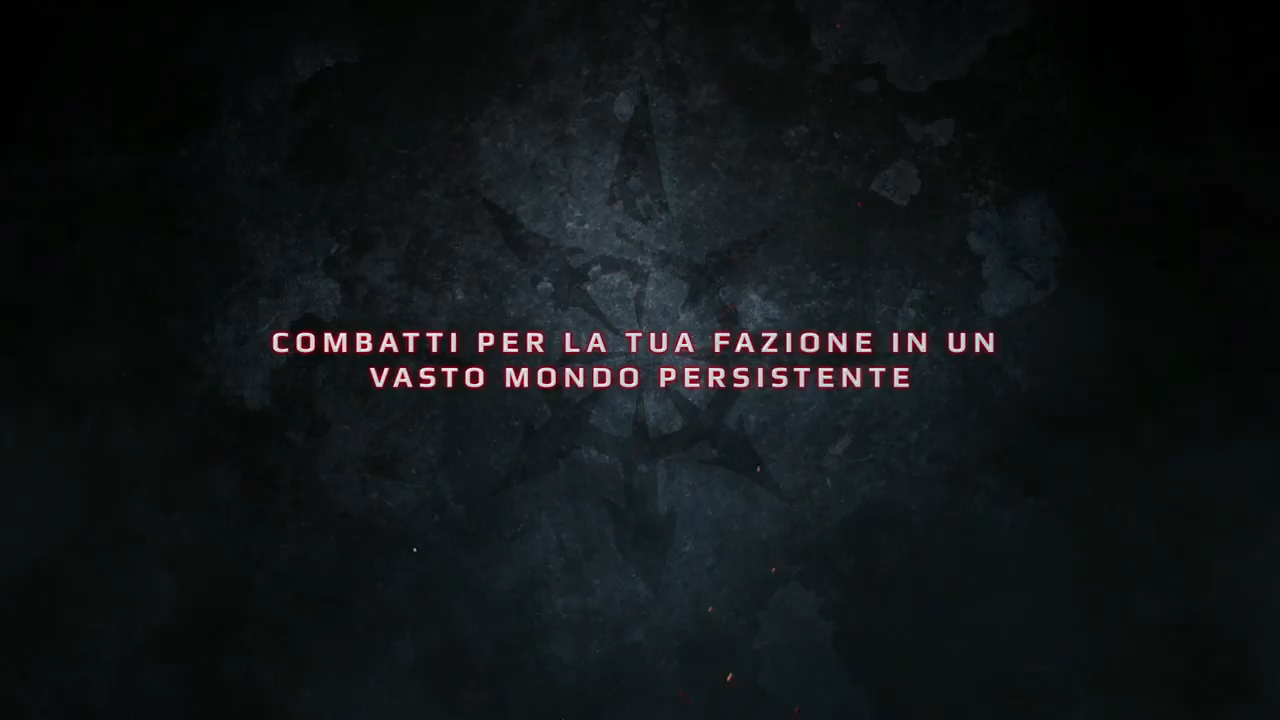 COMBATTI PER LA TUA FAZIONE IN UN
VASTO MONDO PERSISTENTE